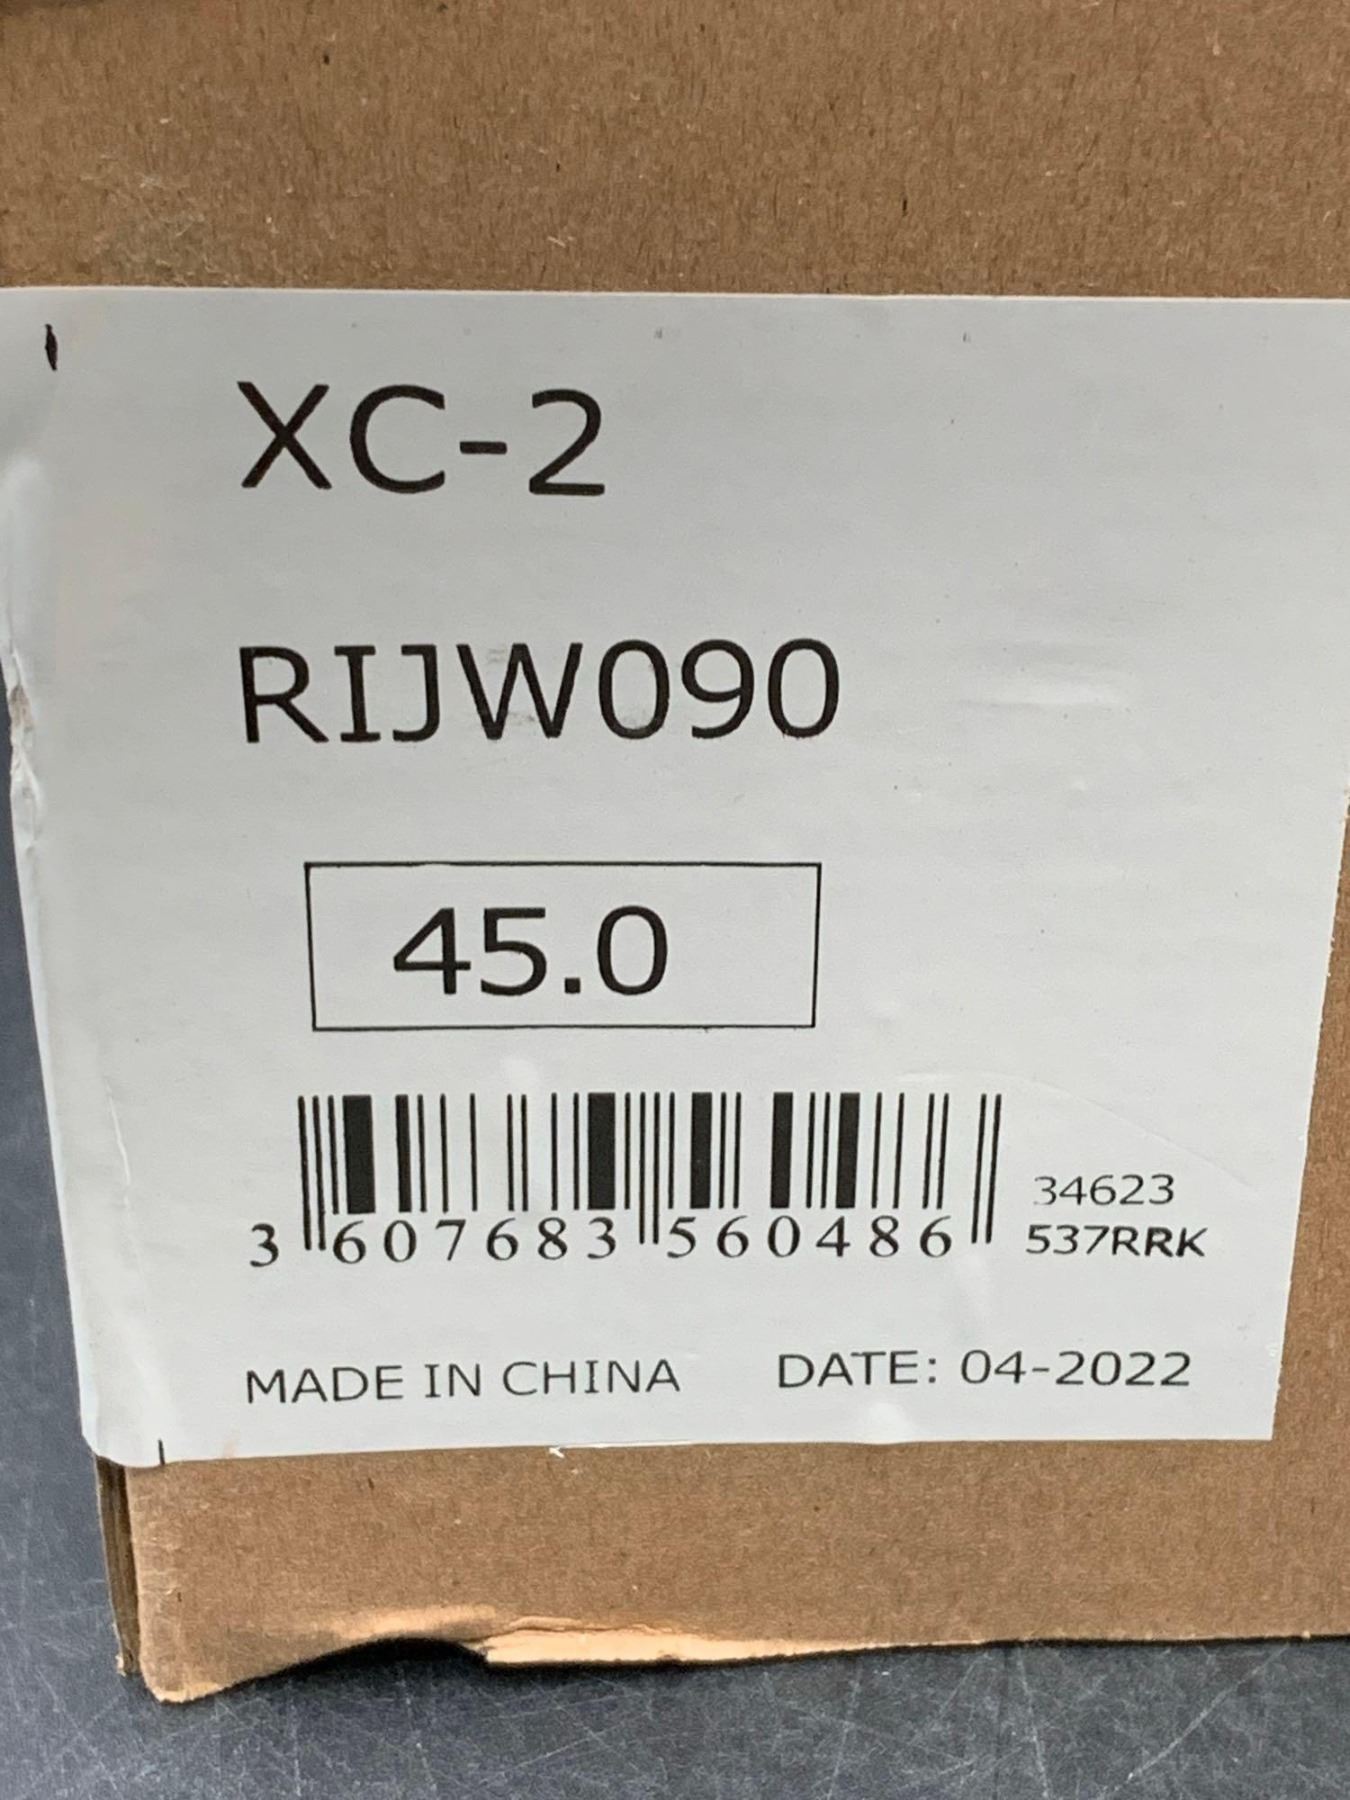 XC-2
RIJW090
45.0
3 607683 560486
34623
537RRK
MADE IN CHINA DATE: 04-2022